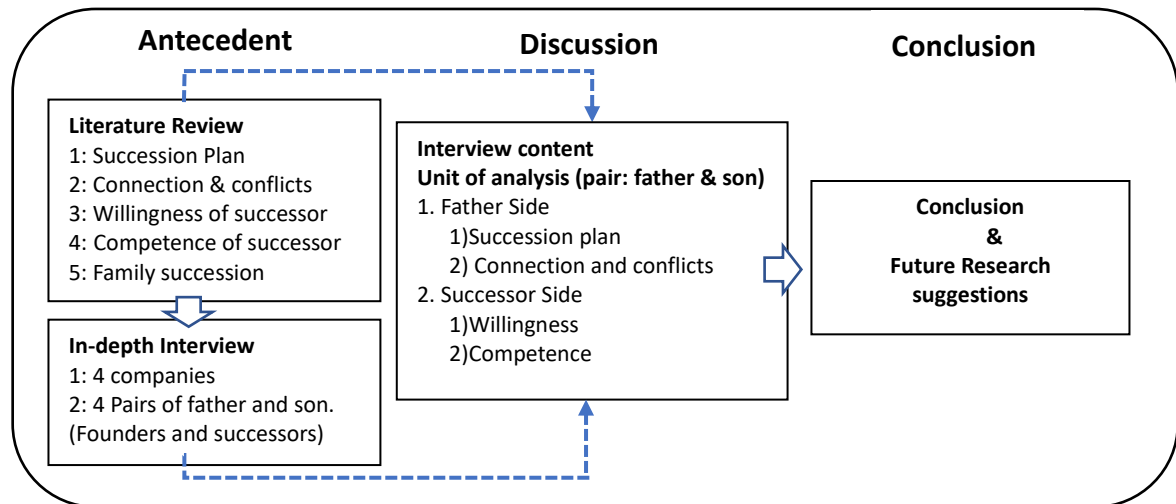 Antecedent
Literature Review
1: Succession Plan
2: Connection & conflicts
3: Willingness of successor
4: Competence of successor
5: Family succession
In-depth Interview
1: 4 companies
2: 4 Pairs of father and son.
(Founders and successors)
Discussion
Interview content
Unit of analysis (pair: father & son)
1. Father Side
1)Succession plan
2) Connection and conflicts
2. Successor Side
1)Willingness
2)Competence
Conclusion
Conclusion
&
Future Research
suggestions